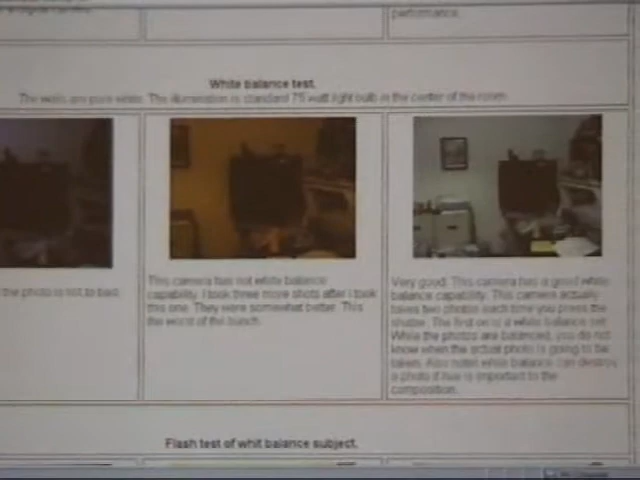 performance.
White balance test.
The walls are pure white. The illumination is standard 75 watt light bulb in the center of the room.
the photo is not to bad.
This camera has not white balance
capability. I took three more shots after I took
this one. They were somewhat better. This
the worst of the bunch.
Very good. This camera has a good white
balance capability. This camera actually
takes two photos each time you press the
shutter. The first one is a white balance set.
While the photos are balanced, you do not
know when the actual photo is going to be
taken. Also note white balance can destroy
a photo if hue is important to the
composition.
Flash test of whit balance subject.